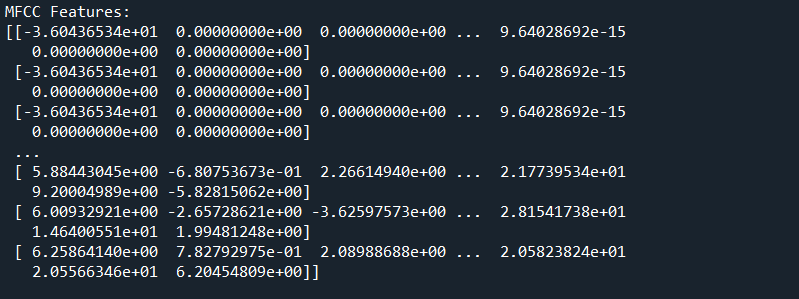 MFCC Features:
[[-3.60436534e+01  0.00000000e+00  0.00000000e+00 ...  9.64028692e-15
   0.00000000e+00  0.00000000e+00]
 [-3.60436534e+01  0.00000000e+00  0.00000000e+00 ...  9.64028692e-15
   0.00000000e+00  0.00000000e+00]
 [-3.60436534e+01  0.00000000e+00  0.00000000e+00 ...  9.64028692e-15
   0.00000000e+00  0.00000000e+00]
 ...
 [ 5.88443045e+00 -6.80753673e-01  2.26614940e+00 ...  2.17739534e+01
   9.20004989e+00 -5.82815062e+00]
 [ 6.00932921e+00 -2.65728621e+00 -3.62597573e+00 ...  2.81541738e+01
   1.46400551e+01  1.99481248e+00]
 [ 6.25864140e+00  7.82792975e-01  2.08988688e+00 ...  2.05823824e+01
   2.05566346e+01  6.20454809e+00]]